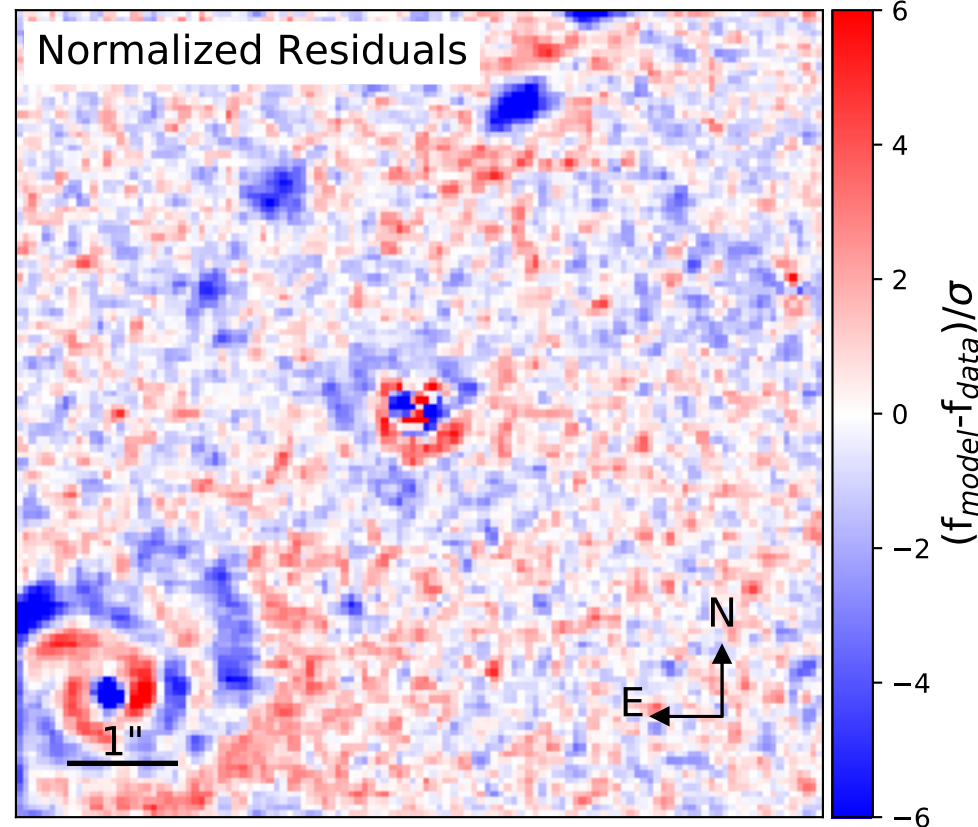 Normalized Residuals
6
4
2
0
−2
−4
−6
(f_model-f_data)/σ
N
E
1"